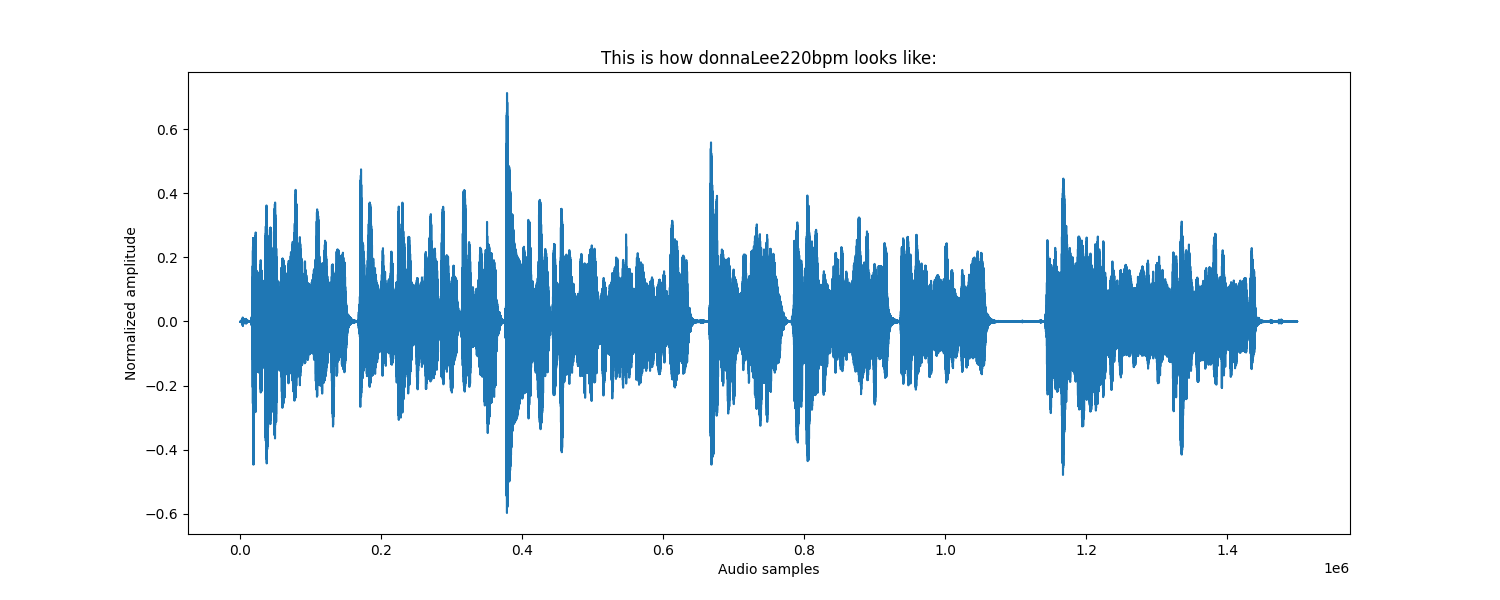 This is how donnaLee220bpm looks like:
Normalized amplitude
0.6
0.4
0.2
0.0
−0.2
−0.4
−0.6
0.0 0.2 0.4 0.6 0.8 1.0 1.2 1.4
1e6
Audio samples